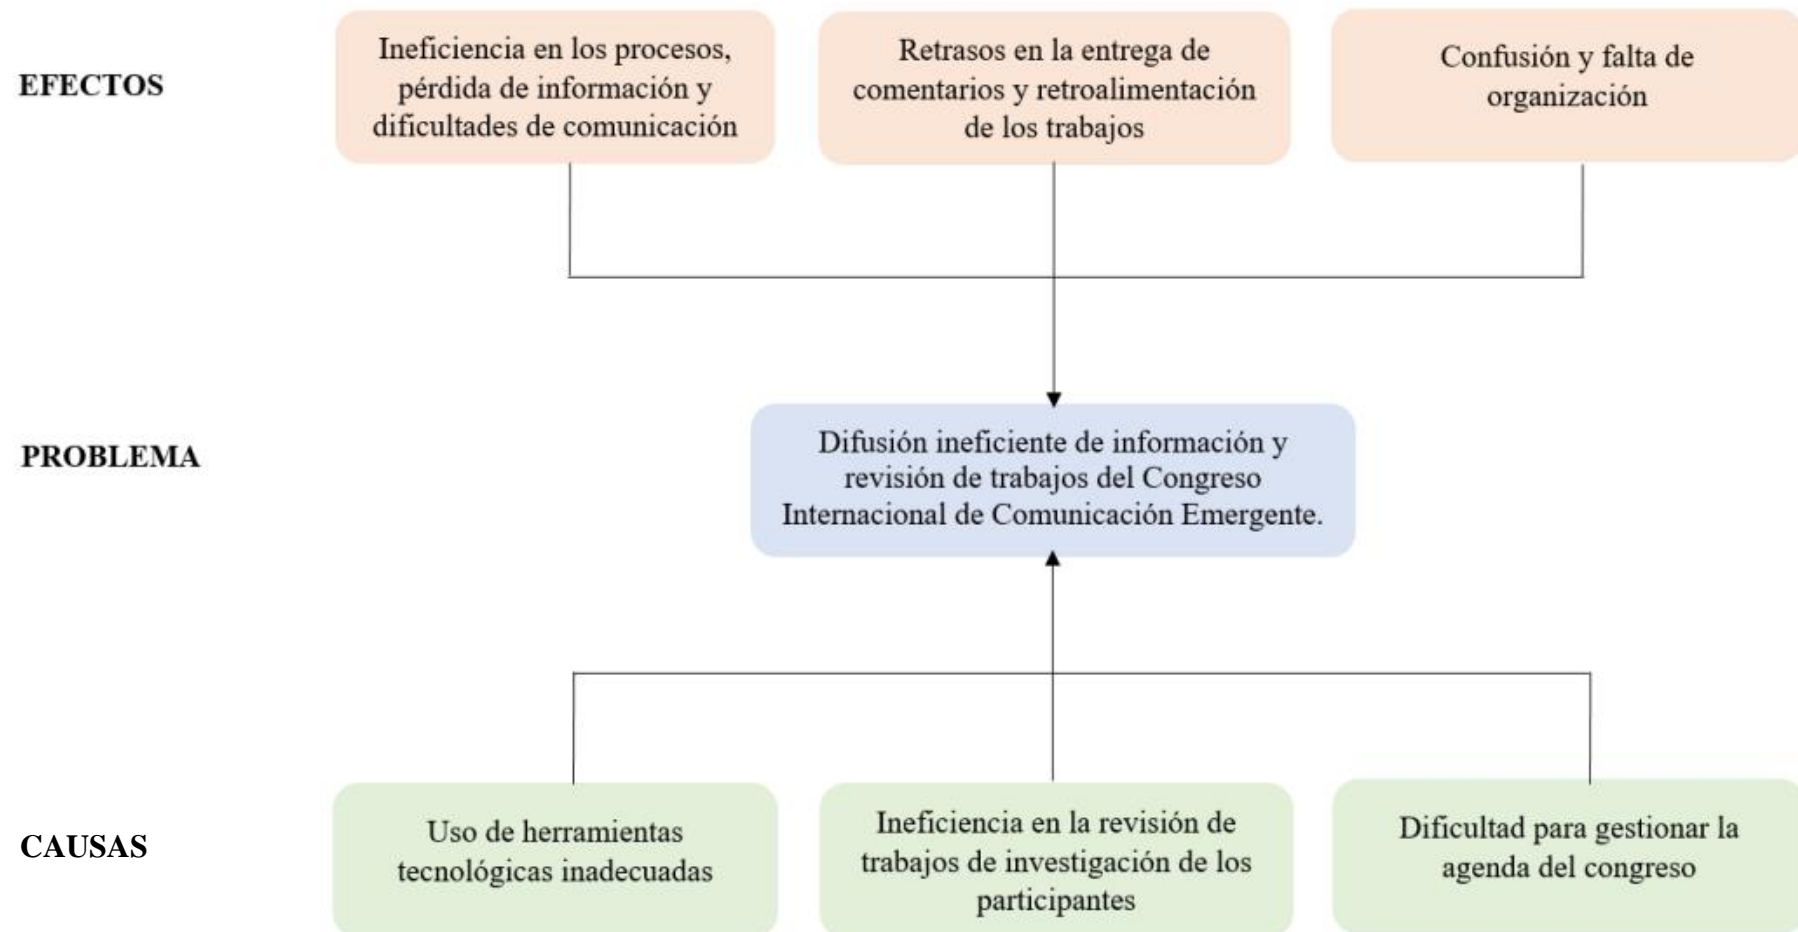 EFECTOS
Ineficiencia en los procesos,
pérdida de información y
dificultades de comunicación
Retrasos en la entrega de
comentarios y retroalimentación
de los trabajos
Confusión y falta de
organización
PROBLEMA
Difusión ineficiente de información y
revisión de trabajos del Congreso
Internacional de Comunicación Emergente.
CAUSAS
Uso de herramientas
tecnológicas inadecuadas
Ineficiencia en la revisión de
trabajos de investigación de los
participantes
Dificultad para gestionar la
agenda del congreso